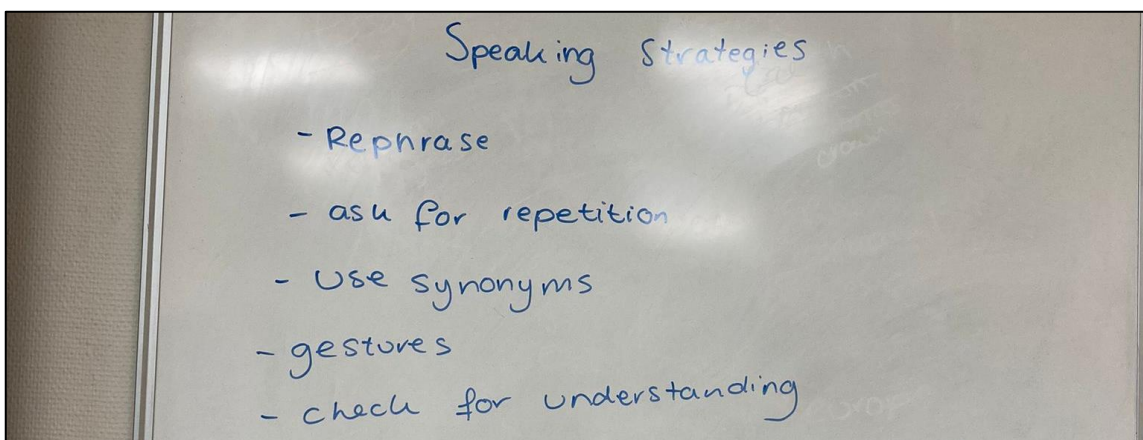 Speaking Strategies
- Rephrase
- ask for repetition
- Use synonyms
- gestures
- check for understanding